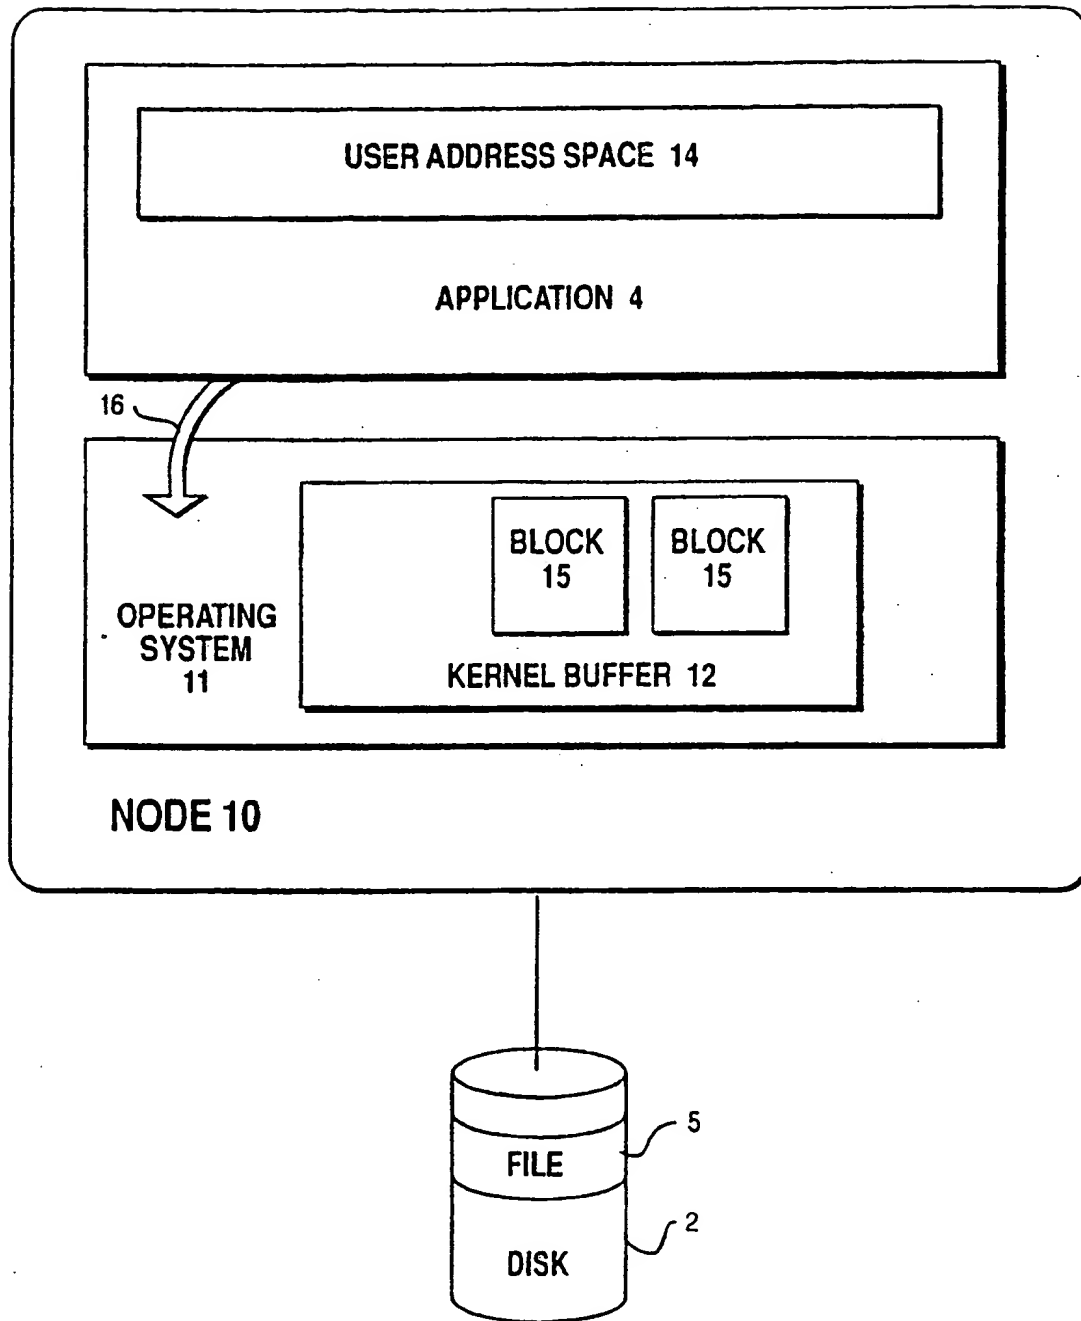 USER ADDRESS SPACE 14
APPLICATION 4
16
BLOCK
15
BLOCK
15
OPERATING
SYSTEM
11
KERNEL BUFFER 12
NODE 10
5
FILE
2
DISK